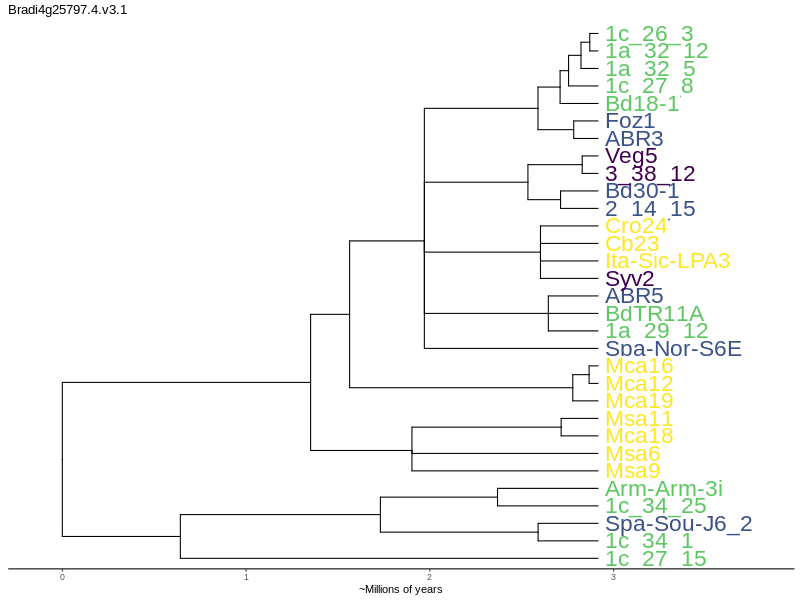 Bradi4g25797.4.v3.1
1c_26_3
1a_32_12
1a_32_5
1c_27_8
Bd18-1
Foz1
ABR3
Veg5
3_38_12
Bd30-1
2_14_15
Cro24
Cb23
Ita-Sic-LPA3
Syv2
ABR5
BdTR11A
1a_29_12
Spa-Nor-S6E
Mca16
Mca12
Mca19
Msa11
Mca18
Msa6
Msa9
Arm-Arm-3i
1c_34_25
Spa-Sou-J6_2
1c_34_1
1c_27_15
0 1 2 3
~Millions of years